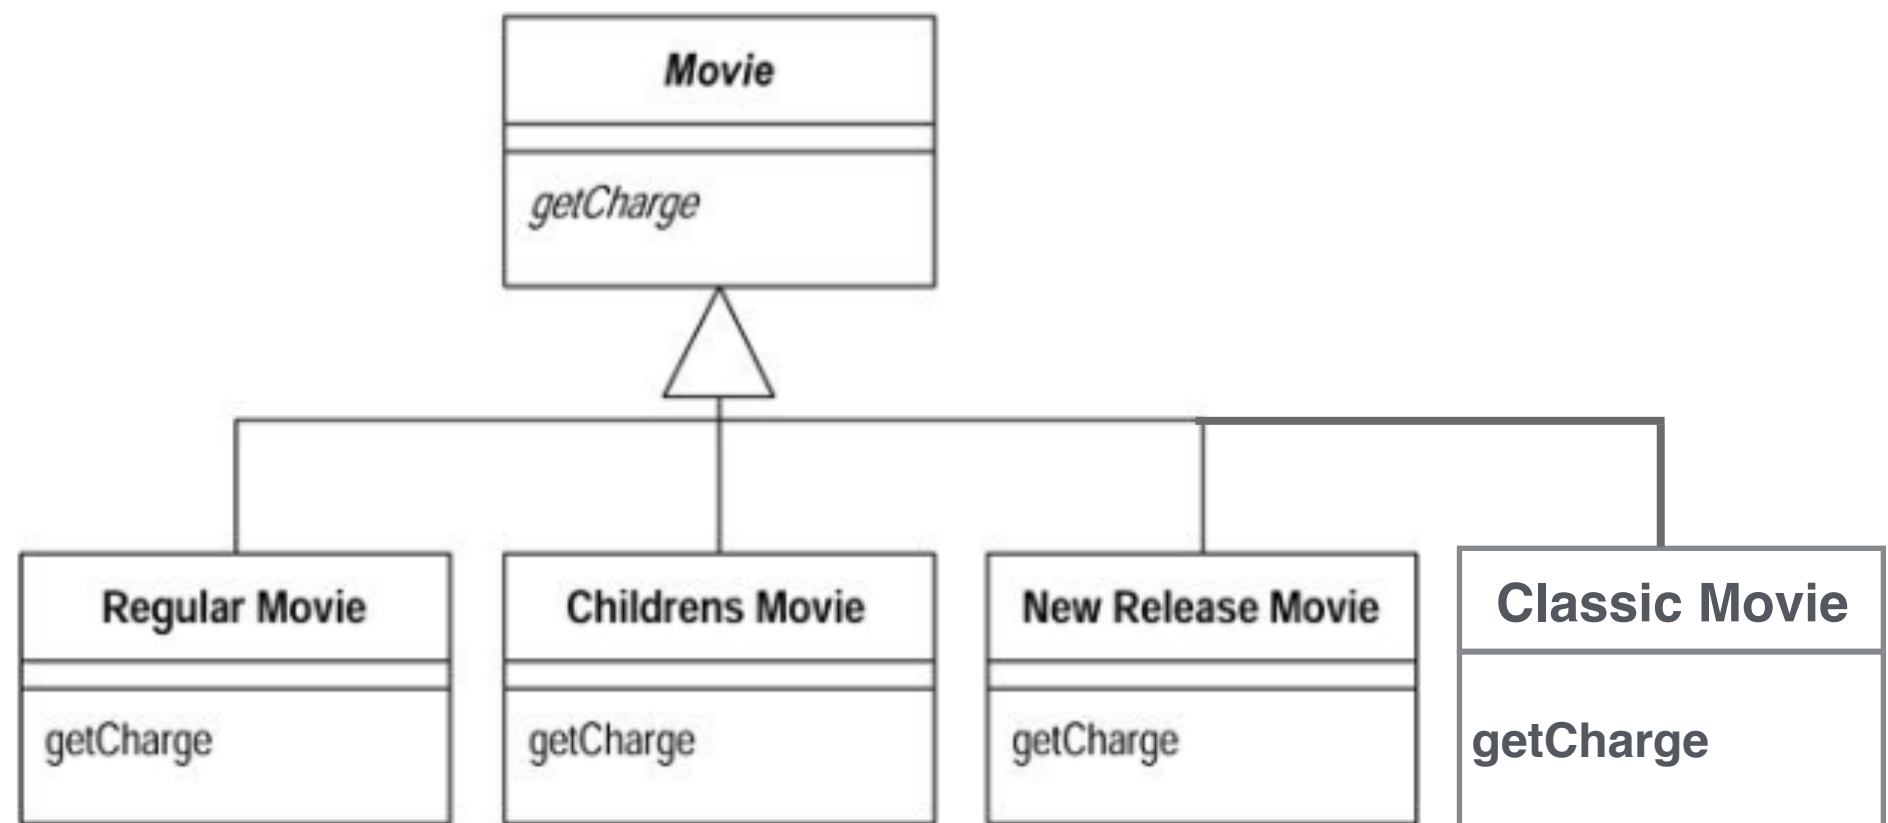 Movie
getCharge
Regular Movie
Childrens Movie
New Release Movie
Classic Movie
getCharge
getCharge
getCharge
getCharge